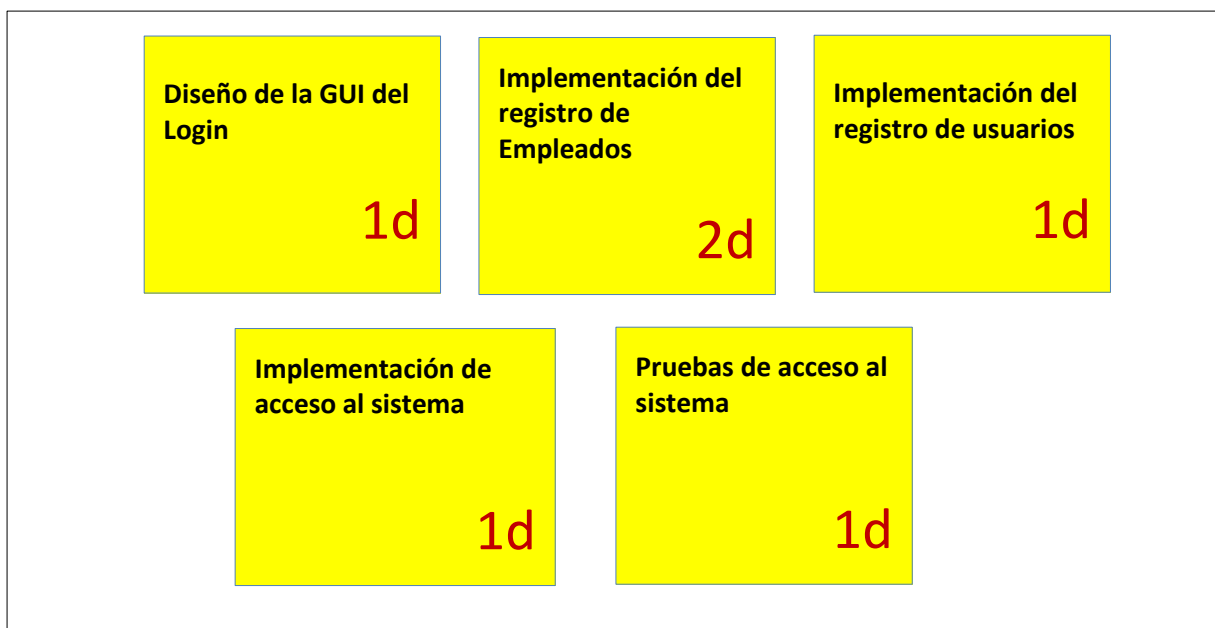 Diseño de la GUI del
Login
1d
Implementación del
registro de
Empleados
2d
Implementación del
registro de usuarios
1d
Implementación de
acceso al sistema
1d
Pruebas de acceso al
sistema
1d